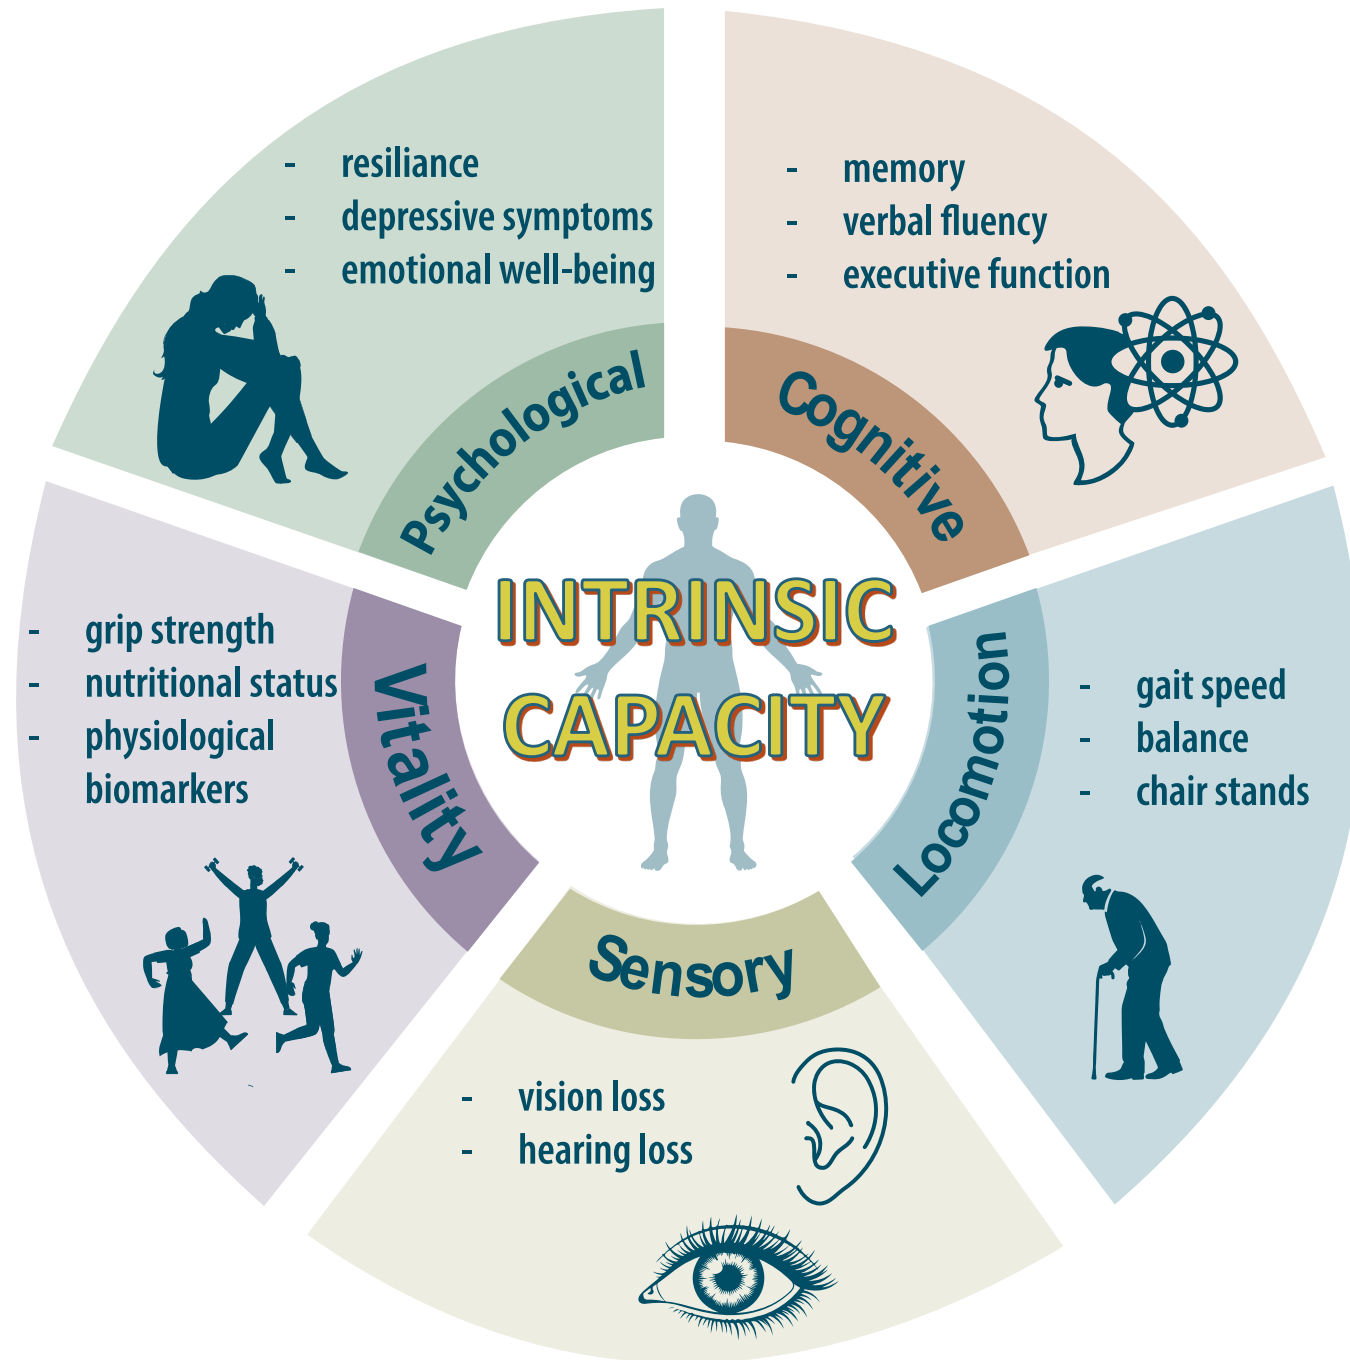 - resiliance
- depressive symptoms
- emotional well-being
Psychological
- memory
- verbal fluency
- executive function
Cognitive
INTRINSIC
CAPACITY
- grip strength
- nutritional status
- physiological
biomarkers
Vitality
Locomotion
- gait speed
- balance
- chair stands
Sensory
- vision loss
- hearing loss